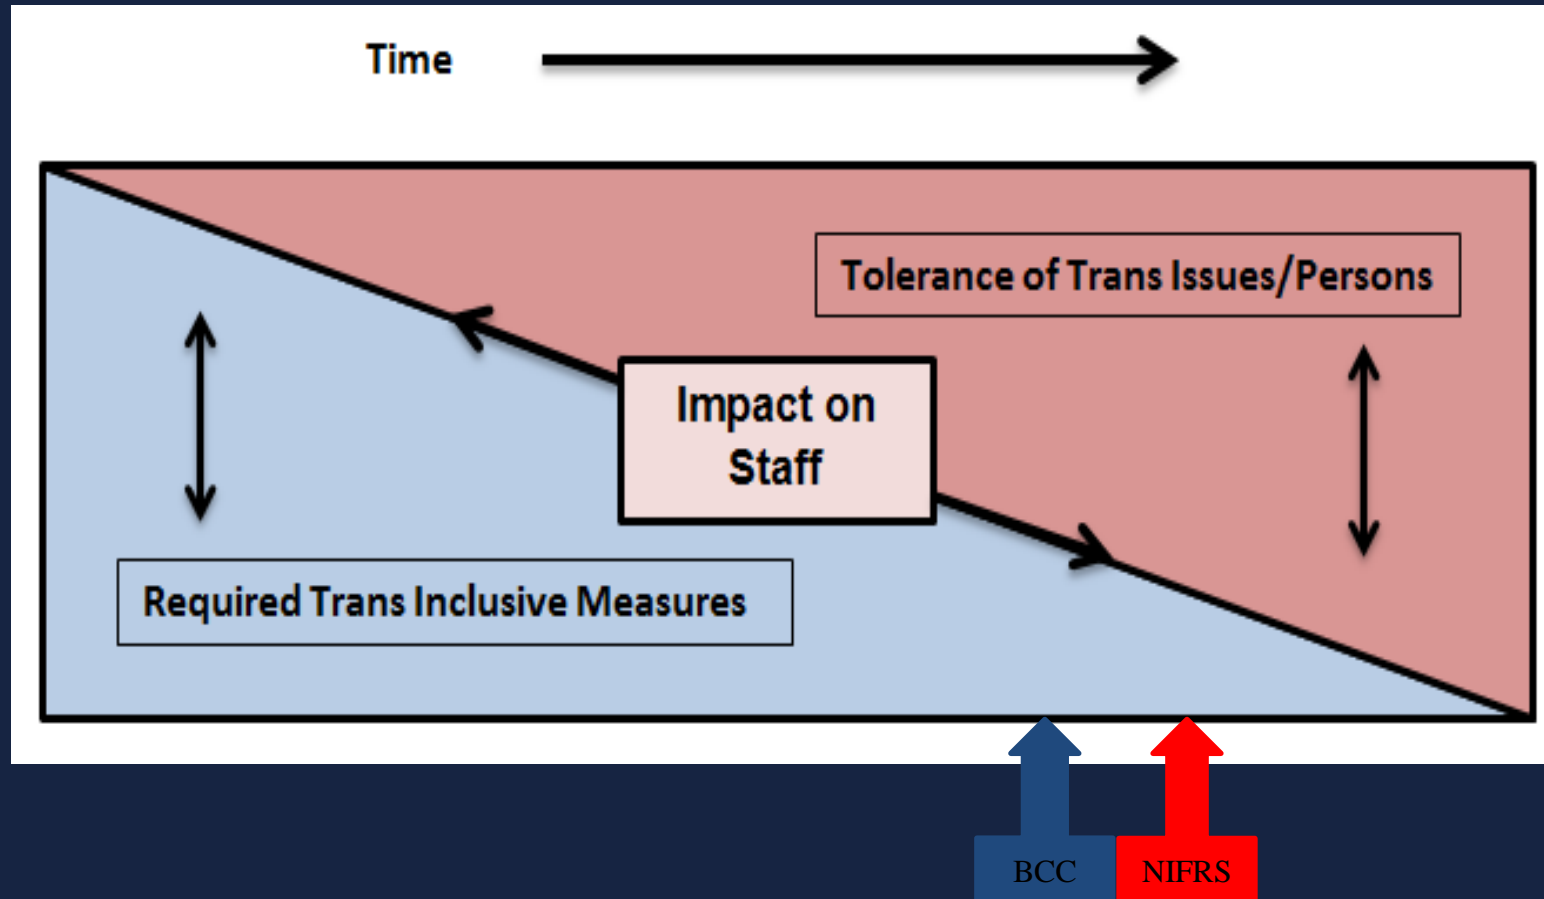 Time
Tolerance of Trans Issues/Persons
Impact on
Staff
Required Trans Inclusive Measures
BCC
NIFRS